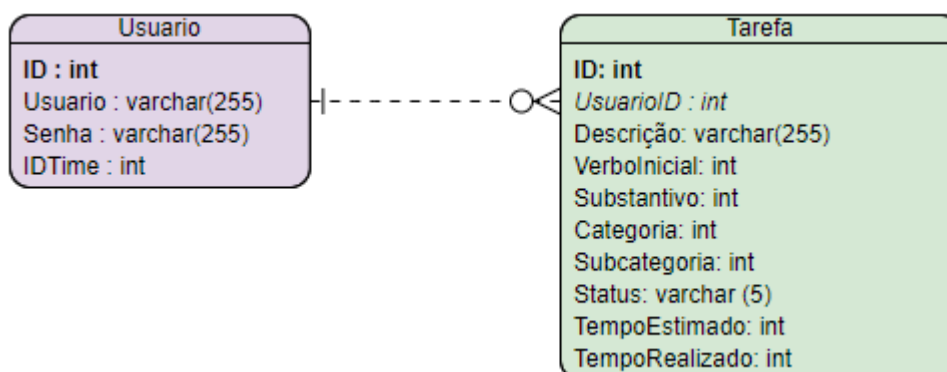 Usuario
ID : int
Usuario : varchar(255)
Senha : varchar(255)
IDTime : int
Tarefa
ID: int
UsuarioID : int
Descrição: varchar(255)
VerboInicial: int
Substantivo: int
Categoria: int
Subcategoria: int
Status: varchar (5)
TempoEstimado: int
TempoRealizado: int